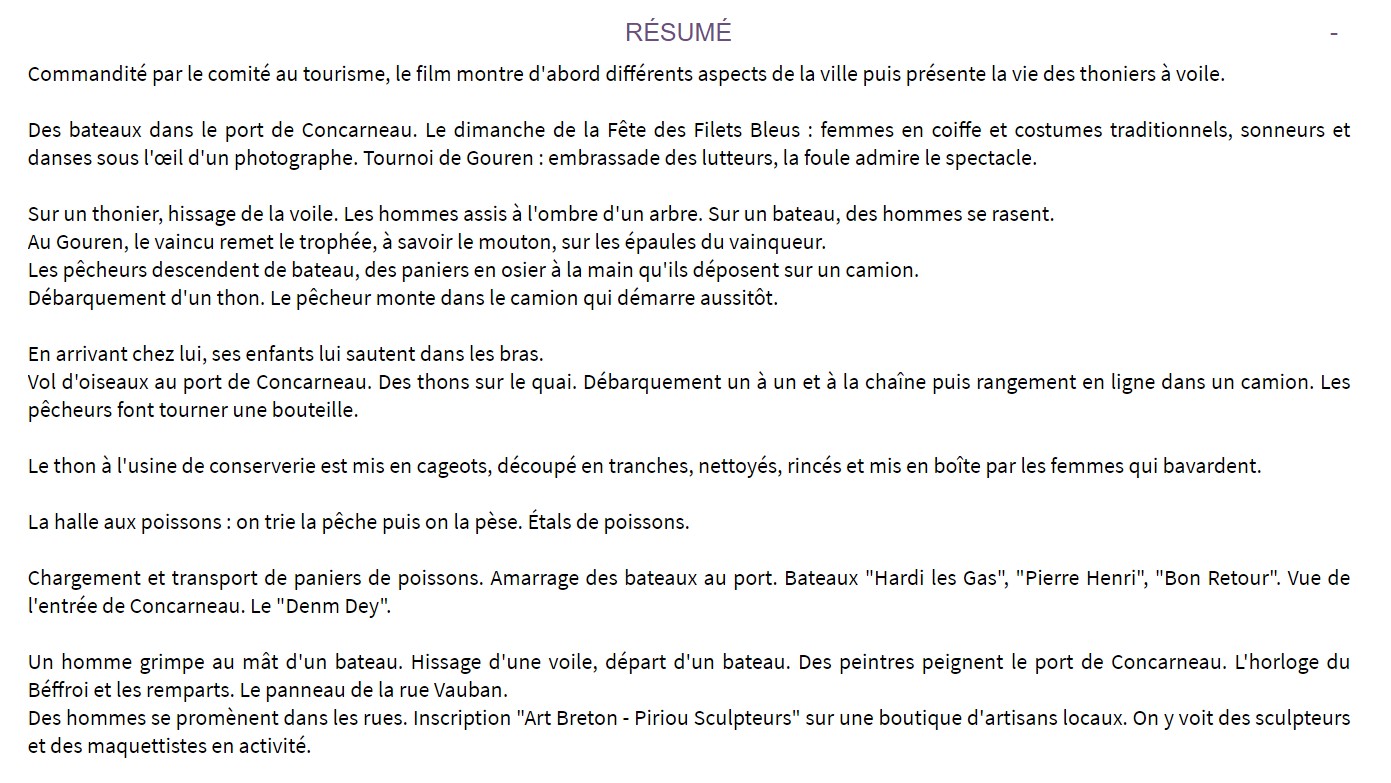 RÉSUMÉ -
Commandité par le comité au tourisme, le film montre d'abord différents aspects de la ville puis présente la vie des thoniers à voile.
Des bateaux dans le port de Concarneau. Le dimanche de la Fête des Filets Bleus : femmes en coiffe et costumes traditionnels, sonneurs et
danses sous l'œil d'un photographe. Tournoi de Gouren : embrassade des lutteurs, la foule admire le spectacle.
Sur un thonier, hissage de la voile. Les hommes assis à l'ombre d'un arbre. Sur un bateau, des hommes se rasent.
Au Gouren, le vaincu remet le trophée, à savoir le mouton, sur les épaules du vainqueur.
Les pêcheurs descendent de bateau, des paniers en osier à la main qu'ils déposent sur un camion.
Débarquement d'un thon. Le pêcheur monte dans le camion qui démarre aussitôt.
En arrivant chez lui, ses enfants lui sautent dans les bras.
Vol d'oiseaux au port de Concarneau. Des thons sur le quai. Débarquement un à un et à la chaîne puis rangement en ligne dans un camion. Les
pêcheurs font tourner une bouteille.
Le thon à l'usine de conserverie est mis en cageots, découpé en tranches, nettoyés, rincés et mis en boîte par les femmes qui bavardent.
La halle aux poissons : on trie la pêche puis on la pèse. Étals de poissons.
Chargement et transport de paniers de poissons. Amarrage des bateaux au port. Bateaux "Hardi les Gas", "Pierre Henri", "Bon Retour". Vue de
l'entrée de Concarneau. Le "Denm Dey".
Un homme grimpe au mât d'un bateau. Hissage d'une voile, départ d'un bateau. Des peintres peignent le port de Concarneau. L'horloge du
Béffroi et les remparts. Le panneau de la rue Vauban.
Des hommes se promènent dans les rues. Inscription "Art Breton - Piriou Sculpteurs" sur une boutique d'artisans locaux. On y voit des sculpteurs
et des maquettistes en activité.